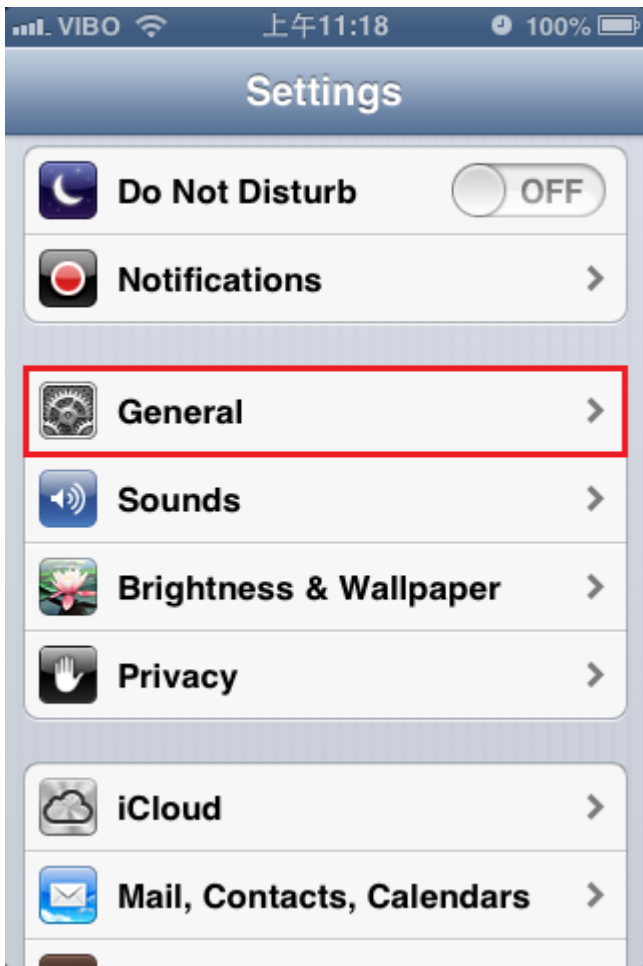 VIBO 上午11:18 100%
Settings
Do Not Disturb OFF
Notifications
General
Sounds
Brightness & Wallpaper
Privacy
iCloud
Mail, Contacts, Calendars